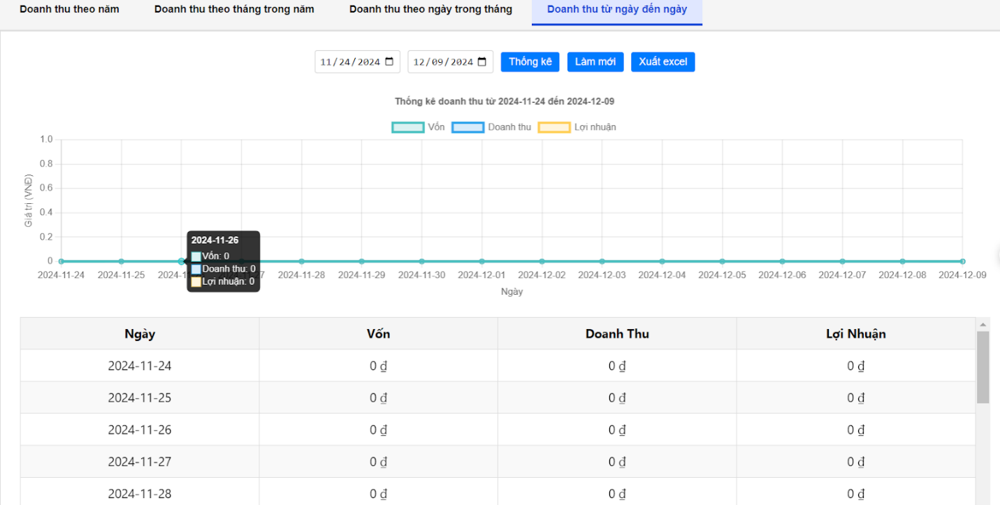 Doanh thu theo năm Doanh thu theo tháng trong năm Doanh thu theo ngày trong tháng Doanh thu từ ngày đến ngày
11/24/2024 12/09/2024 Thống kê Làm mới Xuất excel
Thống kê doanh thu từ 2024-11-24 đến 2024-12-09
Vốn Doanh thu Lợi nhuận
1.0
0.8
0.6
0.4
0.2
0
Giá trị (VNĐ)
2024-11-26
Vốn: 0
Doanh thu: 0
Lợi nhuận: 0
2024-11-24 2024-11-25 2024-11-28 2024-11-29 2024-11-30 2024-12-01 2024-12-02 2024-12-03 2024-12-04 2024-12-05 2024-12-06 2024-12-07 2024-12-08 2024-12-09
Ngày
Ngày Vốn Doanh Thu Lợi Nhuận
2024-11-24 0 ₫ 0 ₫ 0 ₫
2024-11-25 0 ₫ 0 ₫ 0 ₫
2024-11-26 0 ₫ 0 ₫ 0 ₫
2024-11-27 0 ₫ 0 ₫ 0 ₫
2024-11-28 0 ₫ 0 ₫ 0 ₫